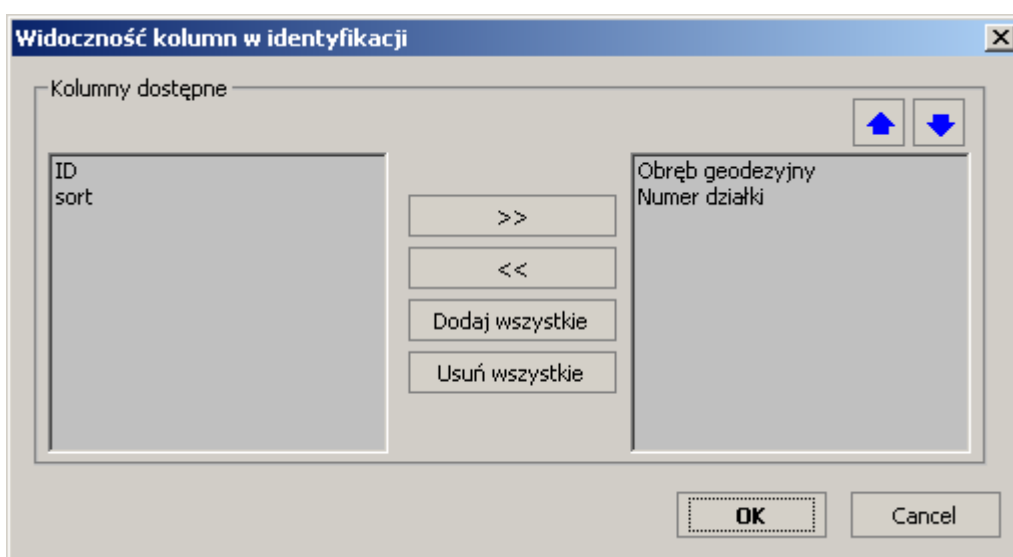 Widoczność kolumn w identyfikacji
Kolumny dostępne
ID
sort
>>
<<
Dodaj wszystkie
Usuń wszystkie
Obręb geodezyjny
Numer działki
OK
Cancel